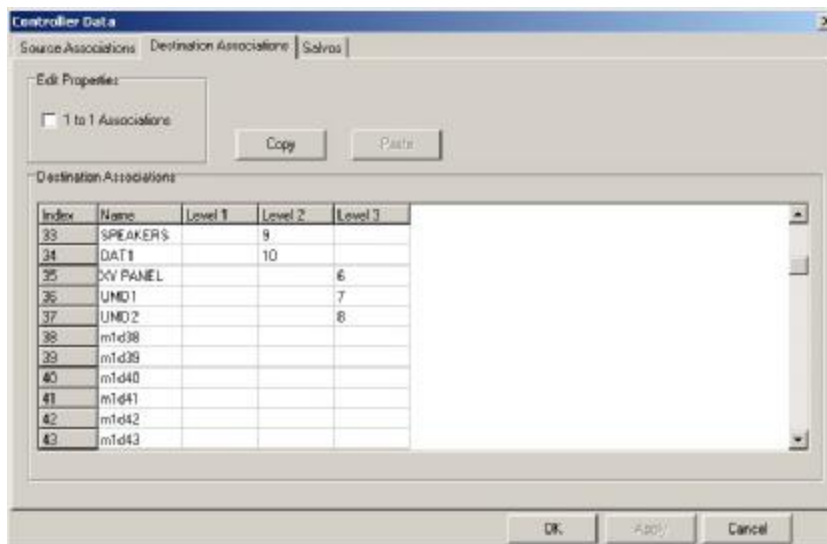 Controller Data
Source Associations Destination Associations Salvos
Edit Properties
1 to 1 Associations
Copy Paste
Destination Associations
Index Name Level 1 Level 2 Level 3
33 SPEAKERS 9
34 DAT1 10
35 XY PANEL 6
36 UMD1 7
37 UMD2 8
38 m1d38
39 m1d39
40 m1d40
41 m1d41
42 m1d42
43 m1d43
OK Apply Cancel